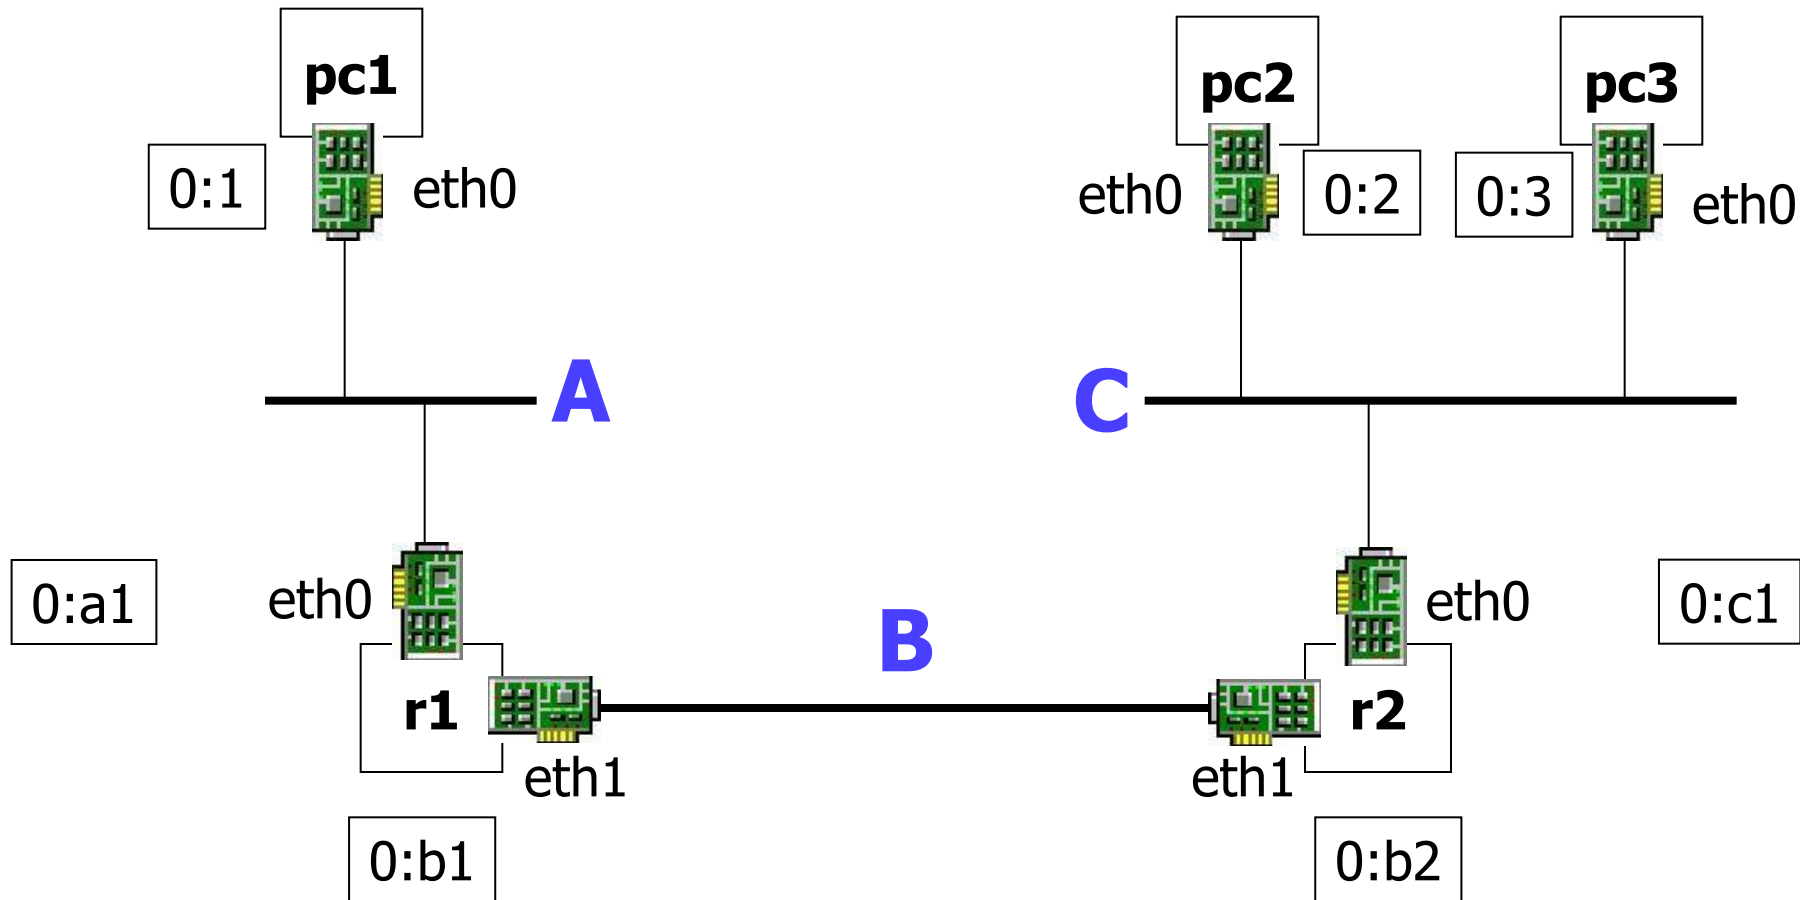 pc1
pc2
pc3
0:1
eth0
eth0
0:2
0:3
eth0
A
C
0:a1
eth0
eth0
0:c1
B
r1
r2
eth1
eth1
0:b1
0:b2